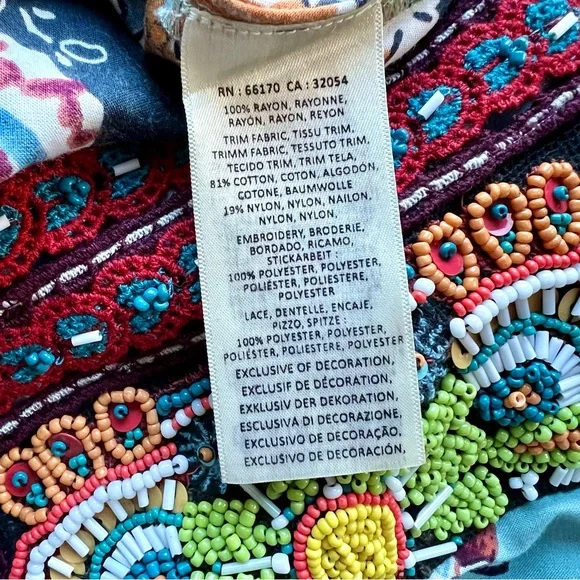 RN : 66170 CA : 32054
100% RAYON, RAYONNE,
RAYON, RAYON, REYON
TRIM FABRIC, TISSU TRIM,
TRIMM FABRIC, TESSUTO TRIM,
TECIDO TRIM, TRIM TELA,
81% COTTON, COTON, ALGODÓN,
COTONE, BAUMWOLLE
19% NYLON, NYLON, NAILON,
NYLON, NYLON,
EMBROIDERY, BRODERIE,
BORDADO, RICAMO,
STICKARBEIT :
100% POLYESTER, POLYESTER,
POLIÉSTER, POLIESTERE,
POLYESTER,
LACE, DENTELLE, ENCAJE,
PIZZO, SPITZE :
100% POLYESTER, POLYESTER,
POLIÉSTER, POLIESTERE, POLYESTER
EXCLUSIVE OF DECORATION,
EXCLUSIF DE DÉCORATION,
EXKLUSIV DER DEKORATION,
ESCLUSIVA DI DECORAZIONE,
EXCLUSIVO DE DECORAÇÃO,
EXCLUSIVO DE DECORACIÓN,